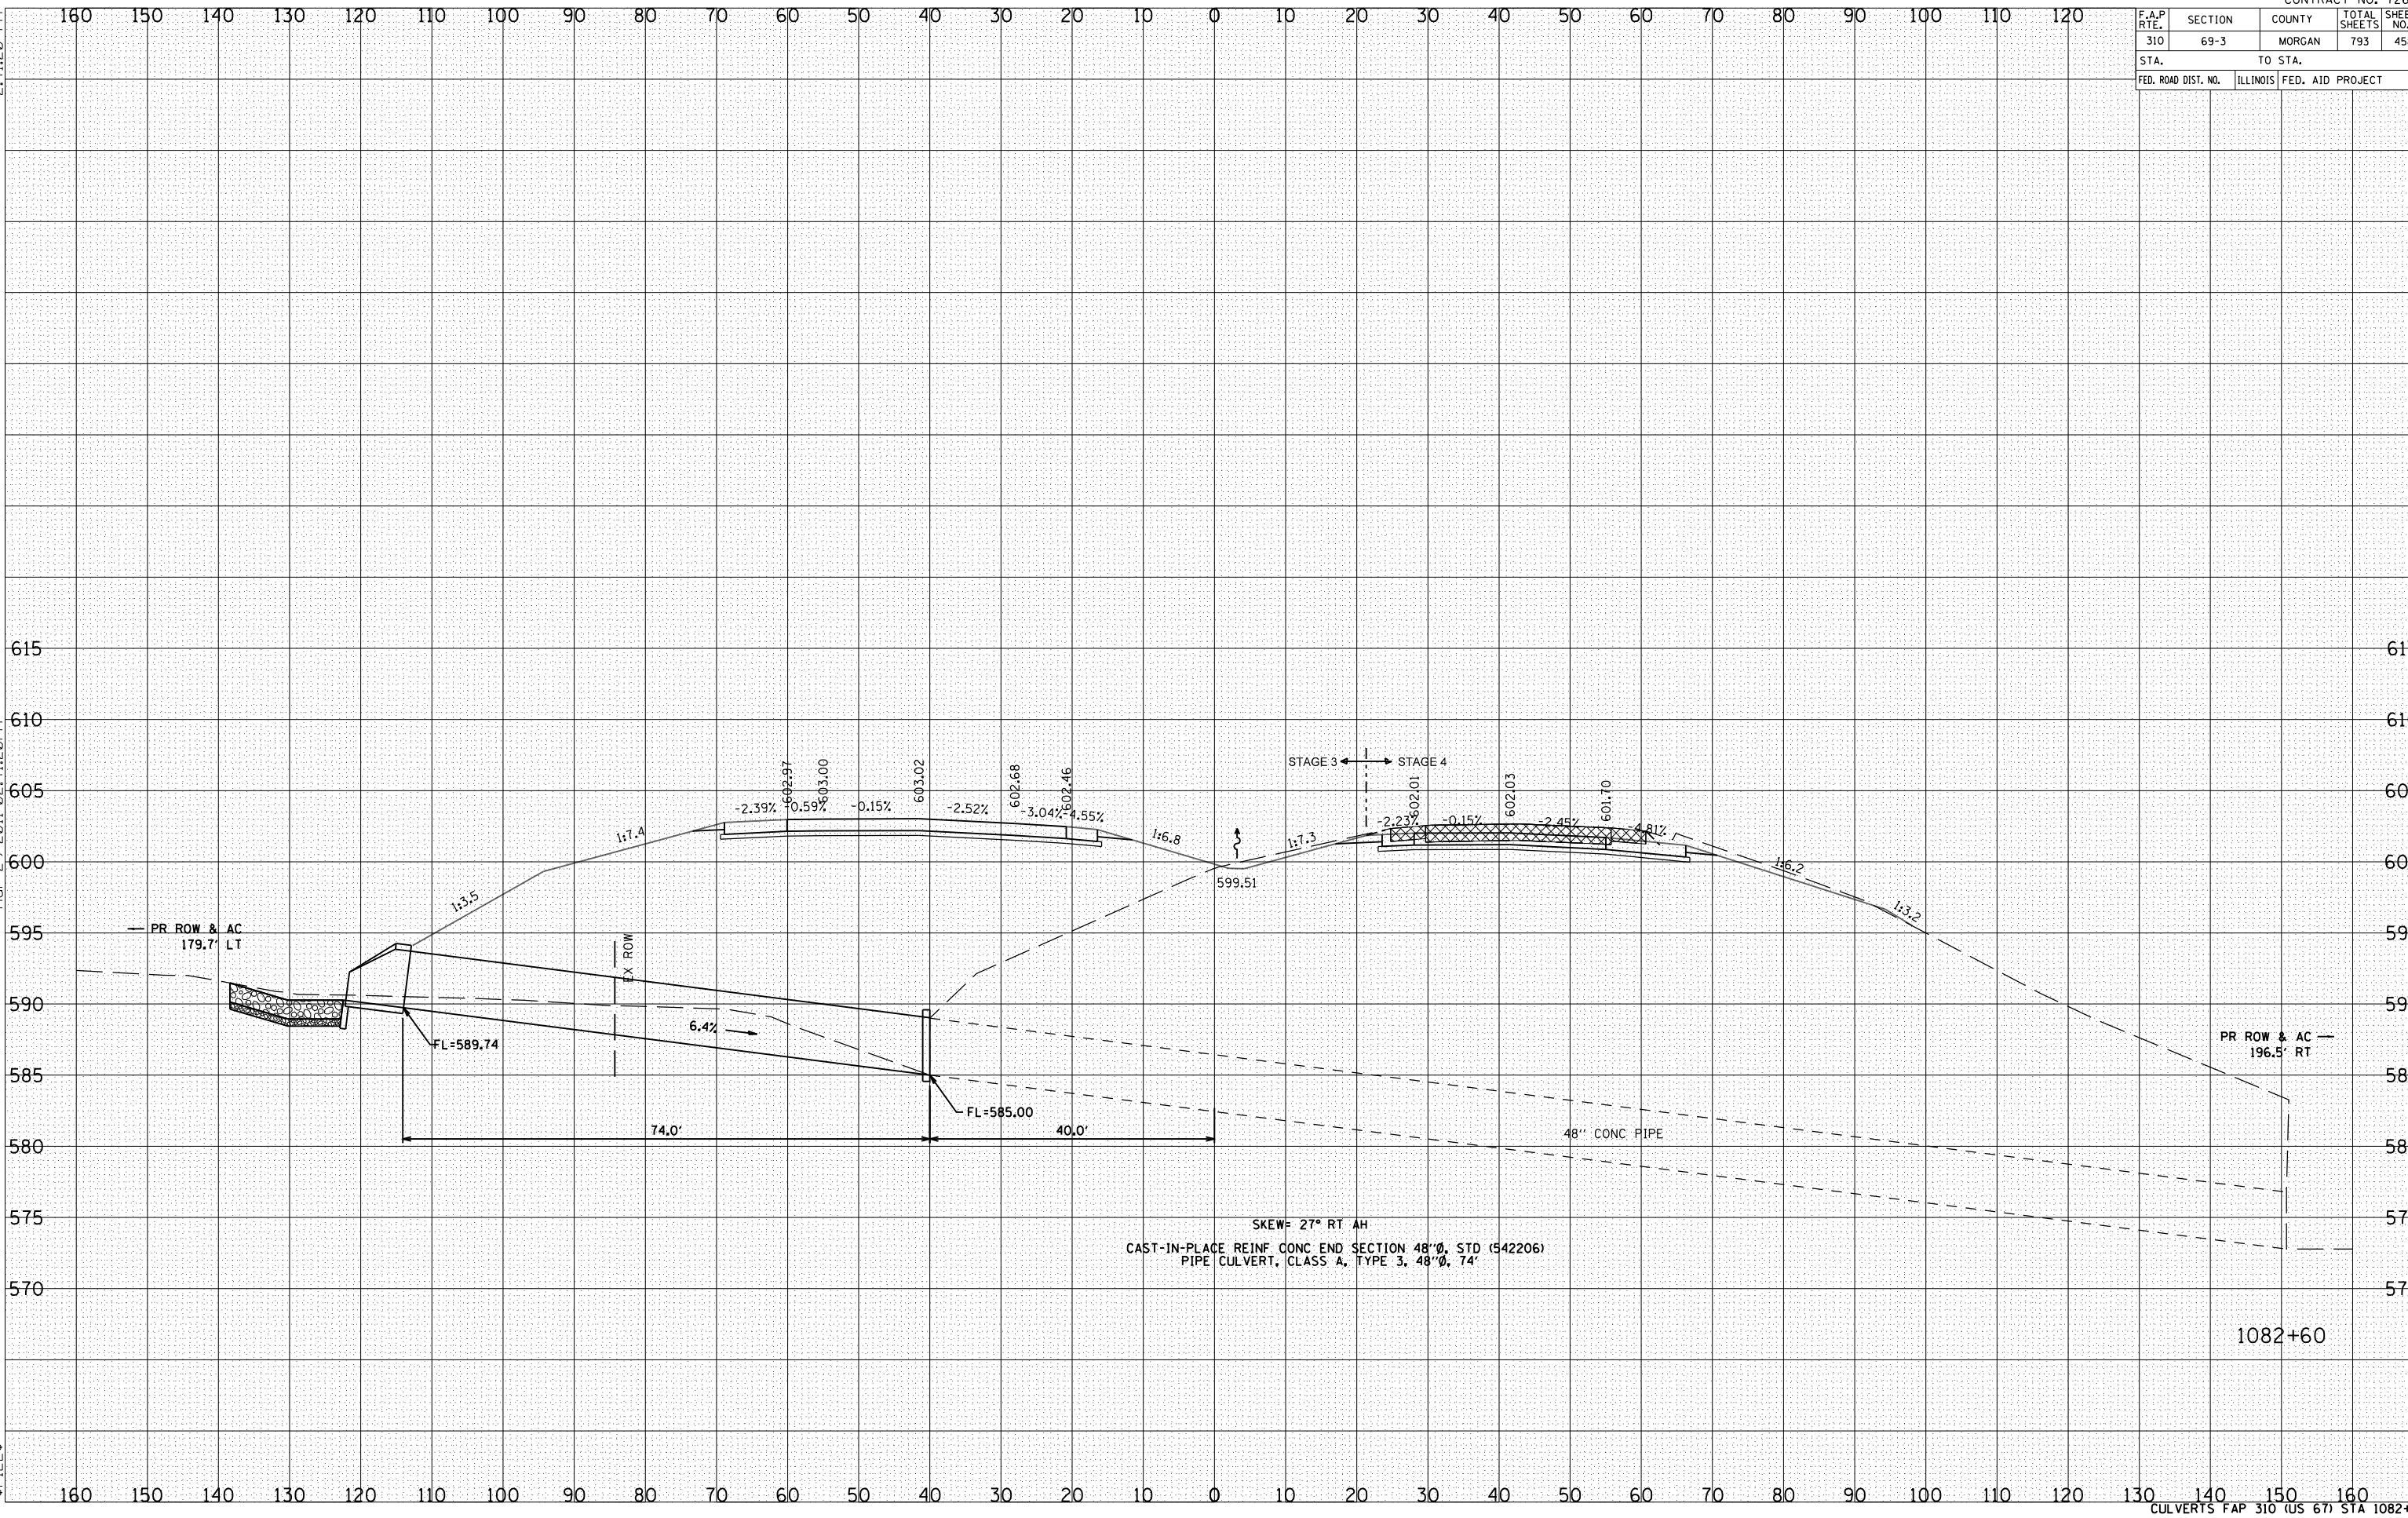 160 150 140 130 120 110 100 90 80 70 60 50 40 30 20 10 0 10 20 30 40 50 60 70 80 90 100 110 120
F.A.P RTE. SECTION COUNTY TOTAL SHEETS
310 69-3 MORGAN 793
STA. TO STA.
FED. ROAD DIST. NO. ILLINOIS FED. AID PROJECT
615
610
605
600
595
590
585
580
575
570
602.97
603.00
603.02
602.68
602.46
-2.39% -0.59% -0.15% -2.52% -3.04% -4.55%
STAGE 3 STAGE 4
602.01
602.03
601.70
-2.23% -0.15% -2.45% -4.81%
1:3.5
1:7.4
1:6.8
599.51
1:7.3
1:6.2
1:3.2
PR ROW & AC
179.7' LT
EX ROW
6.4%
FL=589.74
FL=585.00
74.0'
40.0'
48'' CONC PIPE
PR ROW & AC
196.5' RT
SKEW= 27° RT AH
CAST-IN-PLACE REINF CONC END SECTION 48''Ø, STD (542206)
PIPE CULVERT, CLASS A, TYPE 3, 48''Ø, 74'
1082+60
160 150 140 130 120 110 100 90 80 70 60 50 40 30 20 10 0 10 20 30 40 50 60 70 80 90 100 110 120 130 140 150 160
CULVERTS FAP 310 (US 67) STA 1082+